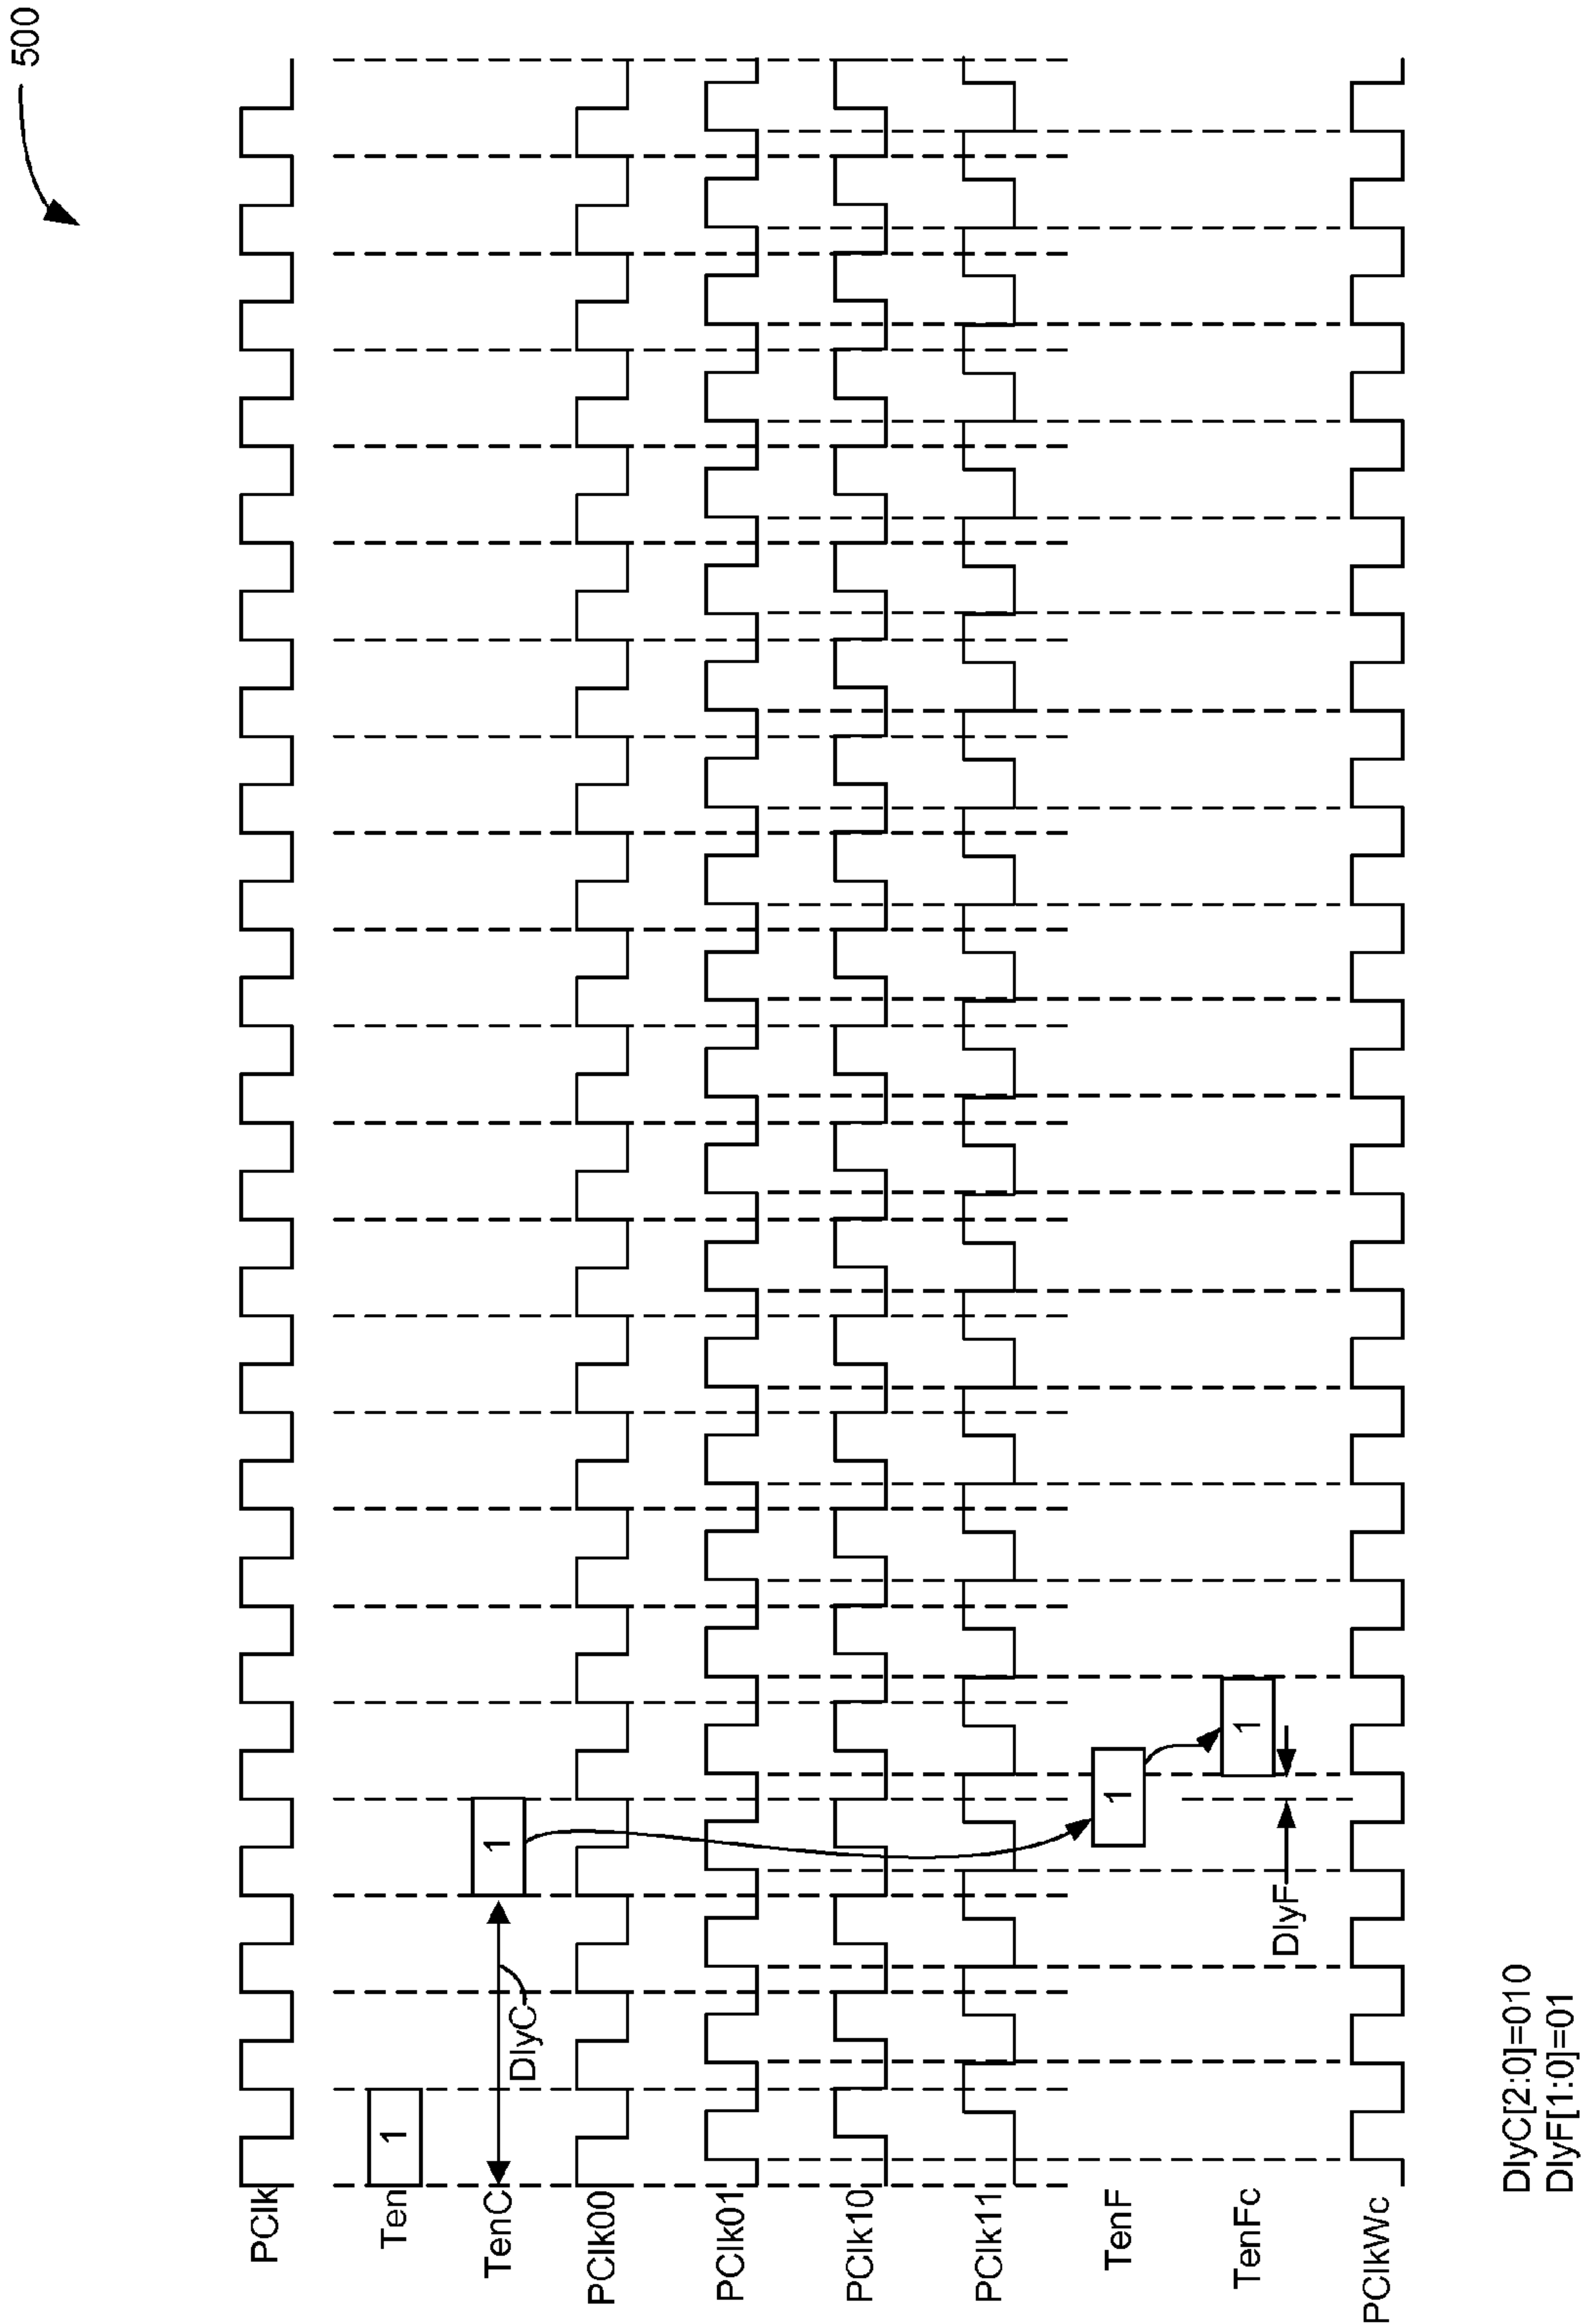 500
PClk
Ten
1
TenC
1
DlyC
PClk00
PClk01
PClk10
PClk11
TenF
1
TenFc
1
DlyF
PClkWc
DlyC[2:0]=010
DlyF[1:0]=01